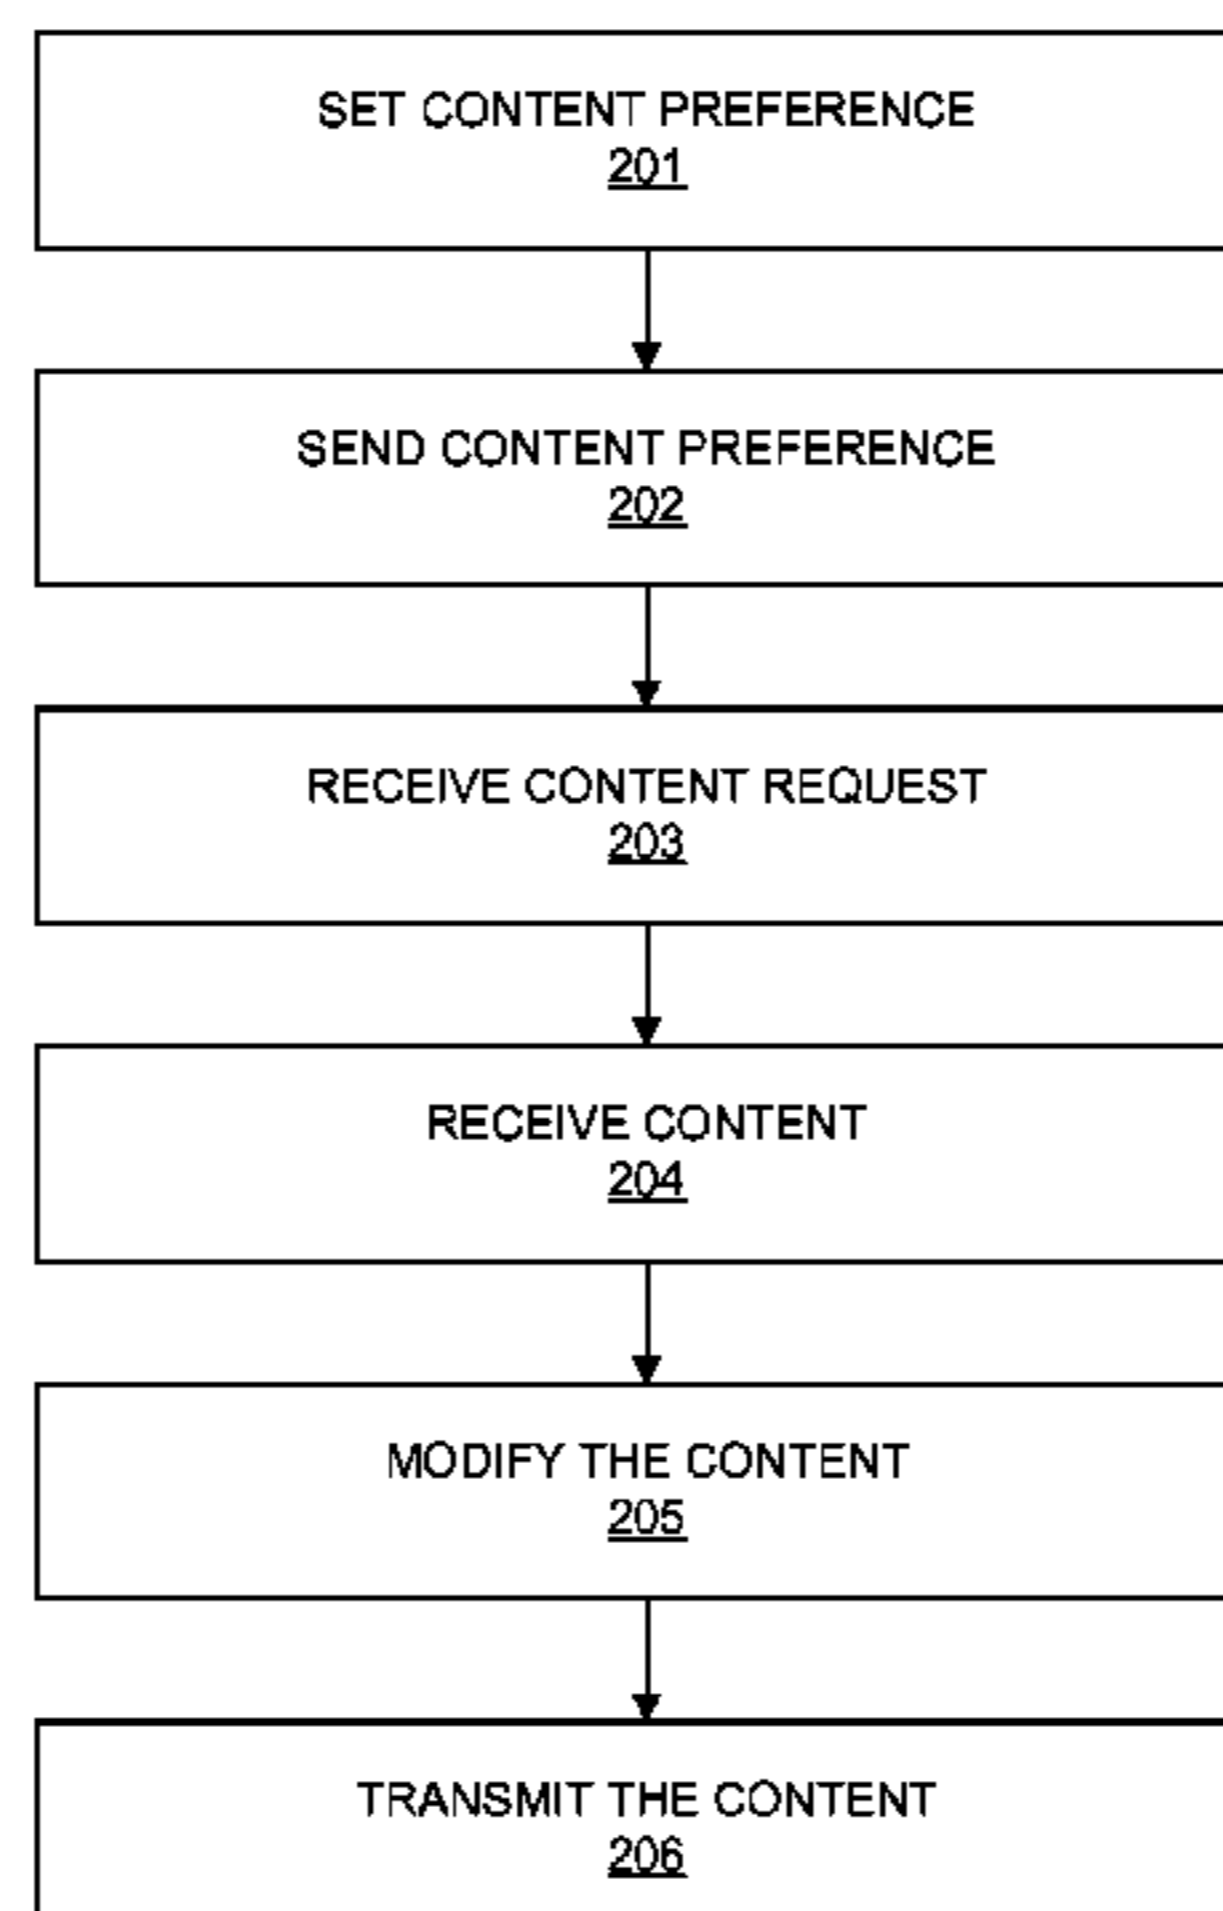 SET CONTENT PREFERENCE
201
SEND CONTENT PREFERENCE
202
RECEIVE CONTENT REQUEST
203
RECEIVE CONTENT
204
MODIFY THE CONTENT
205
TRANSMIT THE CONTENT
206